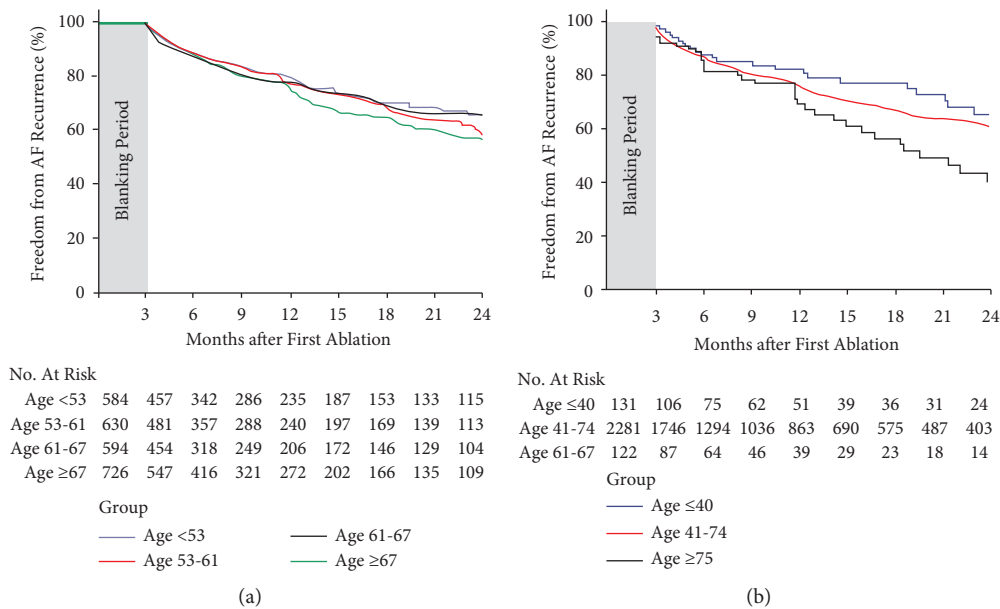 100
80
60
40
20
0
Freedom from AF Recurrence (%)
Blanking Period
3 6 9 12 15 18 21 24
Months after First Ablation
No. At Risk
Age <53 584 457 342 286 235 187 153 133 115
Age 53-61 630 481 357 288 240 197 169 139 113
Age 61-67 594 454 318 249 206 172 146 129 104
Age ≥67 726 547 416 321 272 202 166 135 109
Group
Age <53
Age 53-61
Age 61-67
Age ≥67
(a)
100
80
60
40
20
0
Freedom from AF Recurrence (%)
Blanking Period
3 6 9 12 15 18 21 24
Months after First Ablation
No. At Risk
Age ≤40 131 106 75 62 51 39 36 31 24
Age 41-74 2281 1746 1294 1036 863 690 575 487 403
Age 61-67 122 87 64 46 39 29 23 18 14
Group
Age ≤40
Age 41-74
Age ≥75
(b)